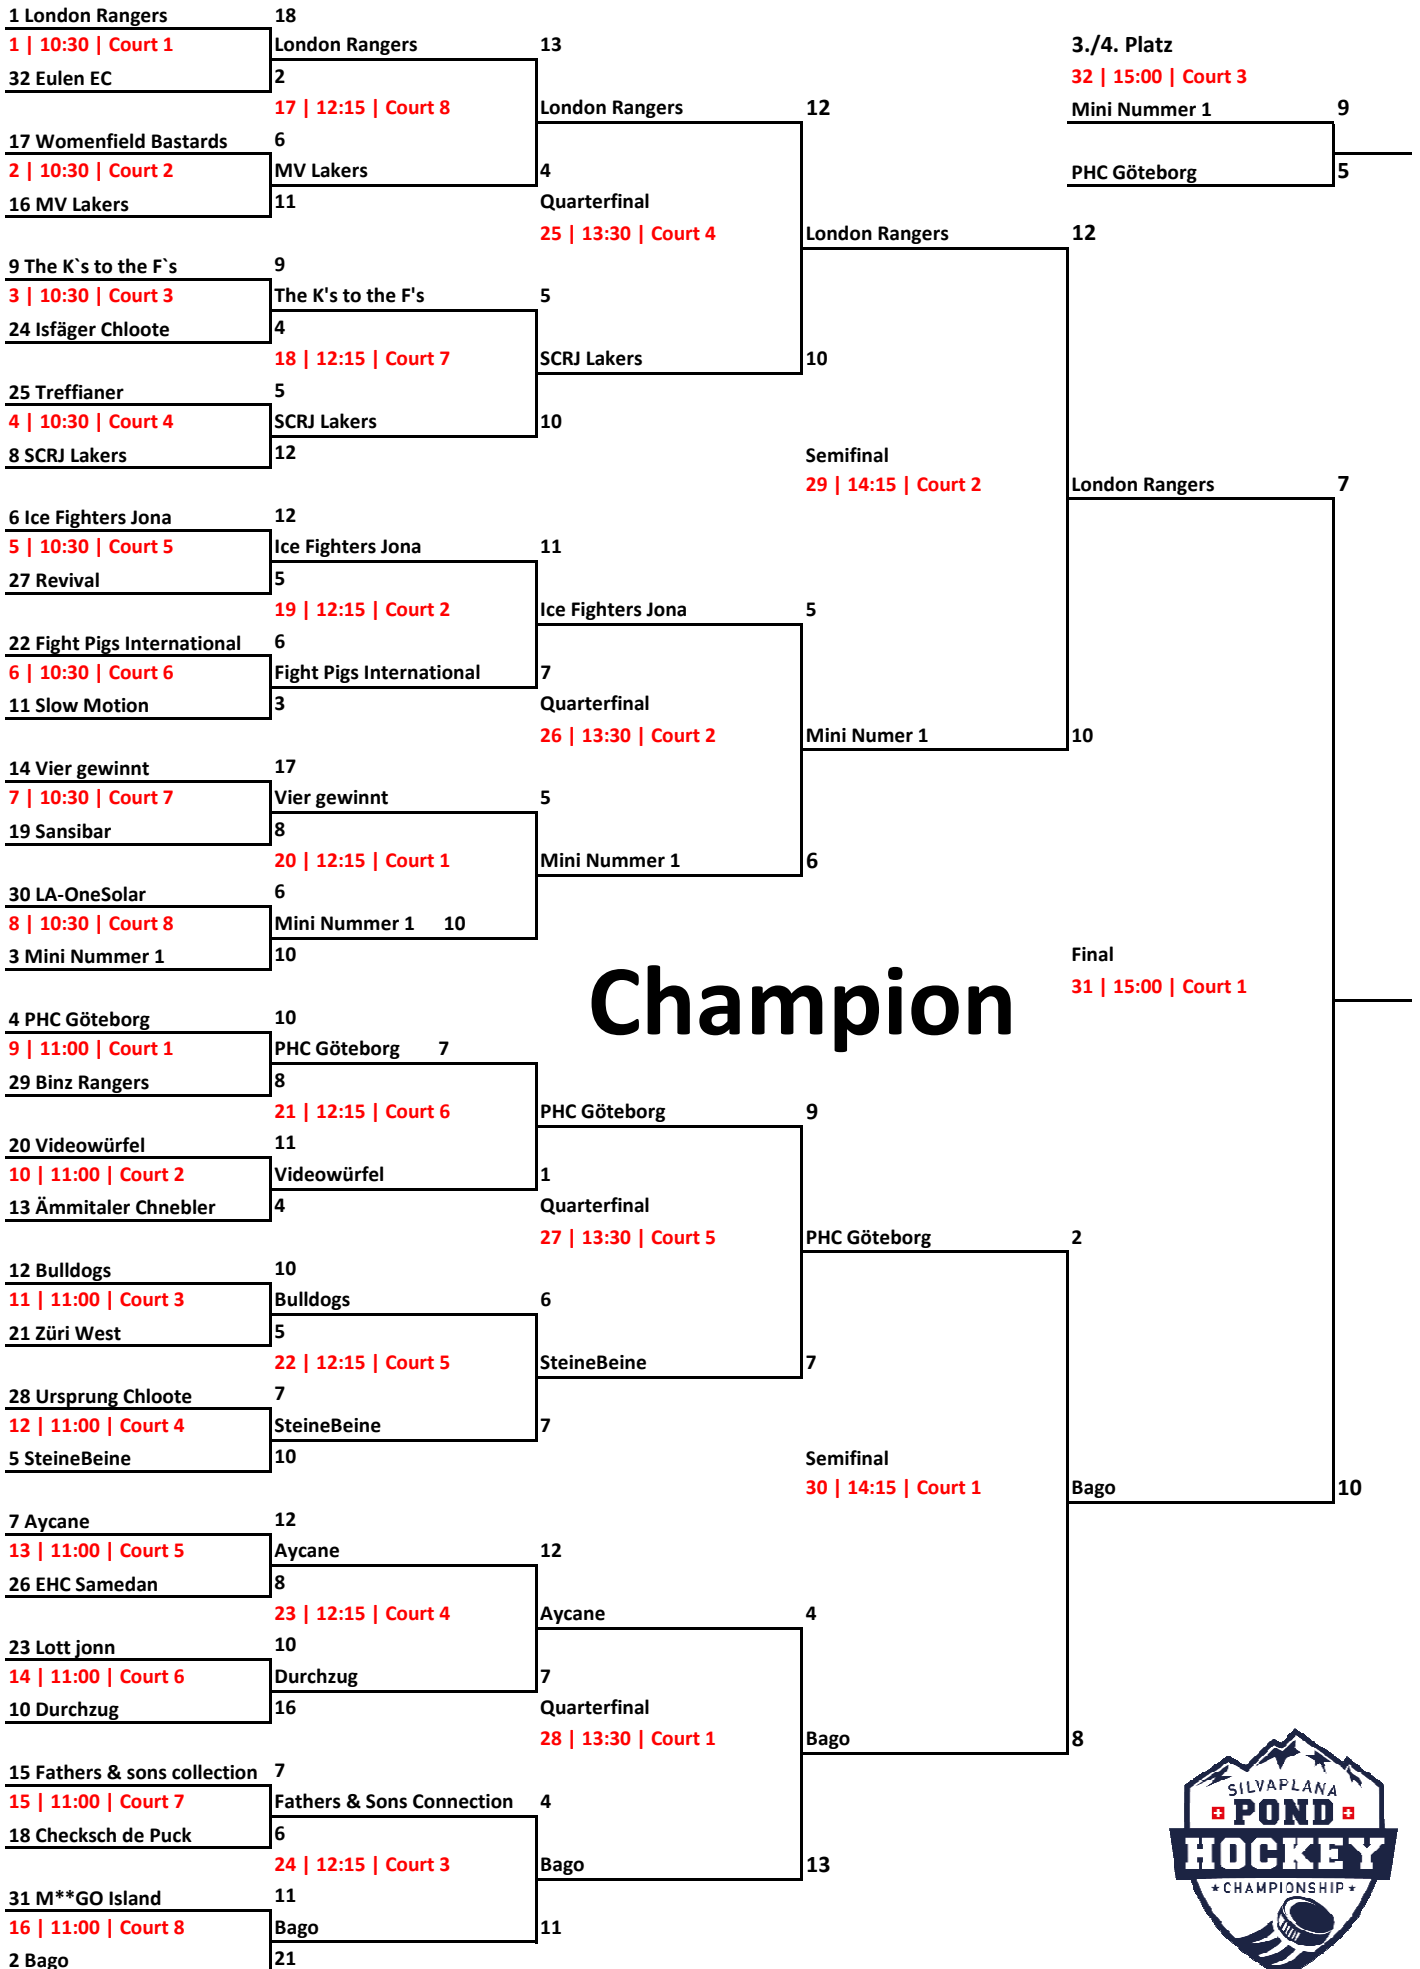 1 London Rangers 18
1 | 10:30 | Court 1 London Rangers 13 3./4. Platz
32 Eulen EC 2 32 | 15:00 | Court 3
17 | 12:15 | Court 8 London Rangers 12 Mini Nummer 1 9
17 Womenfield Bastards 6
2 | 10:30 | Court 2 MV Lakers 4 PHC Göteborg 5
16 MV Lakers 11 Quarterfinal
25 | 13:30 | Court 4 London Rangers 12
9 The K`s to the F`s 9
3 | 10:30 | Court 3 The K's to the F's 5
24 Isfäger Chloote 4
18 | 12:15 | Court 7 SCRJ Lakers 10
25 Treffianer 5
4 | 10:30 | Court 4 SCRJ Lakers 10
8 SCRJ Lakers 12 Semifinal
29 | 14:15 | Court 2 London Rangers 7
6 Ice Fighters Jona 12
5 | 10:30 | Court 5 Ice Fighters Jona 11
27 Revival 5
19 | 12:15 | Court 2 Ice Fighters Jona 5
22 Fight Pigs International 6
6 | 10:30 | Court 6 Fight Pigs International 7
11 Slow Motion 3 Quarterfinal
26 | 13:30 | Court 2 Mini Numer 1 10
14 Vier gewinnt 17
7 | 10:30 | Court 7 Vier gewinnt 5
19 Sansibar 8
20 | 12:15 | Court 1 Mini Nummer 1 6
30 LA-OneSolar 6
8 | 10:30 | Court 8 Mini Nummer 1 10
3 Mini Nummer 1 10 Final
Champion 31 | 15:00 | Court 1
4 PHC Göteborg 10
9 | 11:00 | Court 1 PHC Göteborg 7
29 Binz Rangers 8
21 | 12:15 | Court 6 PHC Göteborg 9
20 Videowürfel 11
10 | 11:00 | Court 2 Videowürfel 1
13 Ämmitaler Chnebler 4 Quarterfinal
27 | 13:30 | Court 5 PHC Göteborg 2
12 Bulldogs 10
11 | 11:00 | Court 3 Bulldogs 6
21 Züri West 5
22 | 12:15 | Court 5 SteineBeine 7
28 Ursprung Chloote 7
12 | 11:00 | Court 4 SteineBeine 7
5 SteineBeine 10 Semifinal
30 | 14:15 | Court 1 Bago 10
7 Aycane 12
13 | 11:00 | Court 5 Aycane 12
26 EHC Samedan 8
23 | 12:15 | Court 4 Aycane 4
23 Lott jonn 10
14 | 11:00 | Court 6 Durchzug 7
10 Durchzug 16 Quarterfinal
28 | 13:30 | Court 1 Bago 8
15 Fathers & sons collection 7
15 | 11:00 | Court 7 Fathers & Sons Connection 4
18 Checksch de Puck 6
24 | 12:15 | Court 3 Bago 13
31 M**GO Island 11
16 | 11:00 | Court 8 Bago 11
2 Bago 21
SILVAPLANA
POND
HOCKEY
CHAMPIONSHIP